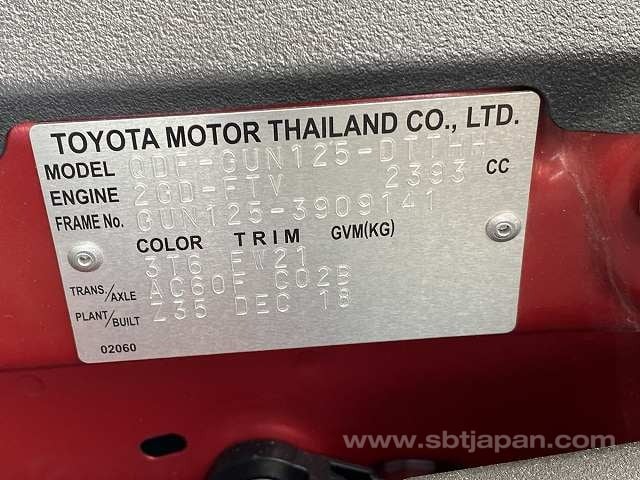 TOYOTA MOTOR THAILAND CO., LTD.
MODEL QDF-GUN125-DTTHH
ENGINE 2GD-FTV 2393 CC
FRAME No. GUN125-3909141
COLOR TRIM GVM(KG)
3T6 FW21
TRANS./AXLE AC60F C02B
PLANT/BUILT Z35 DEC 18
02060
www.sbtjapan.com